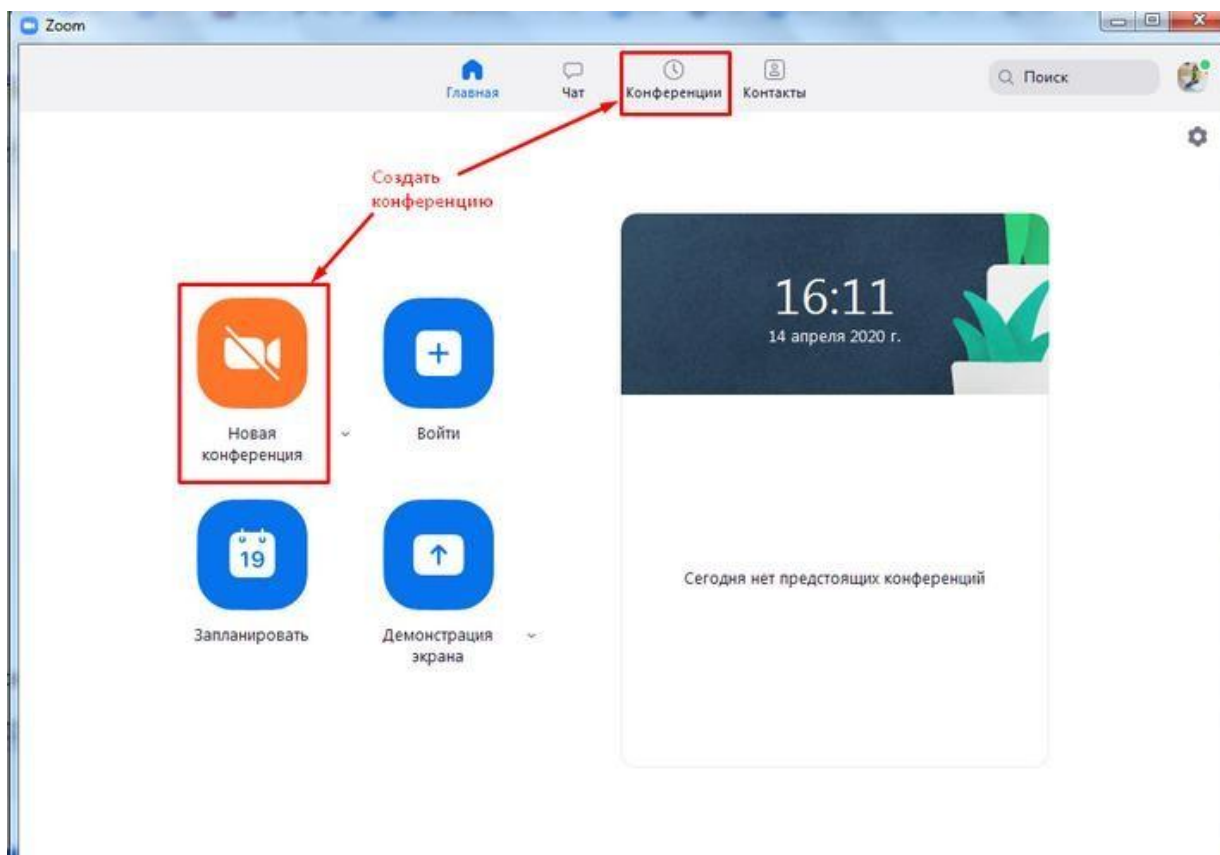 Zoom
Главная
Чат
Конференции
Контакты
Поиск
Создать
конференцию
16:11
14 апреля 2020 г.
Новая
конференция
Войти
19
Запланировать
Демонстрация
экрана
Сегодня нет предстоящих конференций